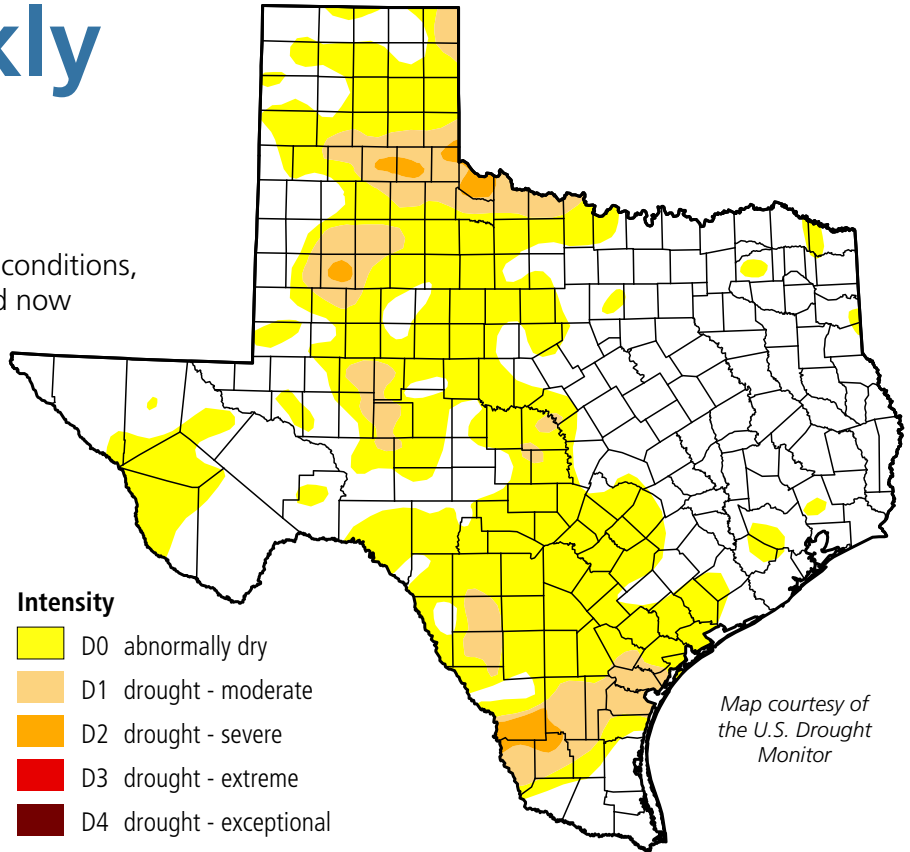 kly
conditions,
d now
Intensity
D0 abnormally dry
D1 drought - moderate
D2 drought - severe
D3 drought - extreme
D4 drought - exceptional
Map courtesy of
the U.S. Drought
Monitor